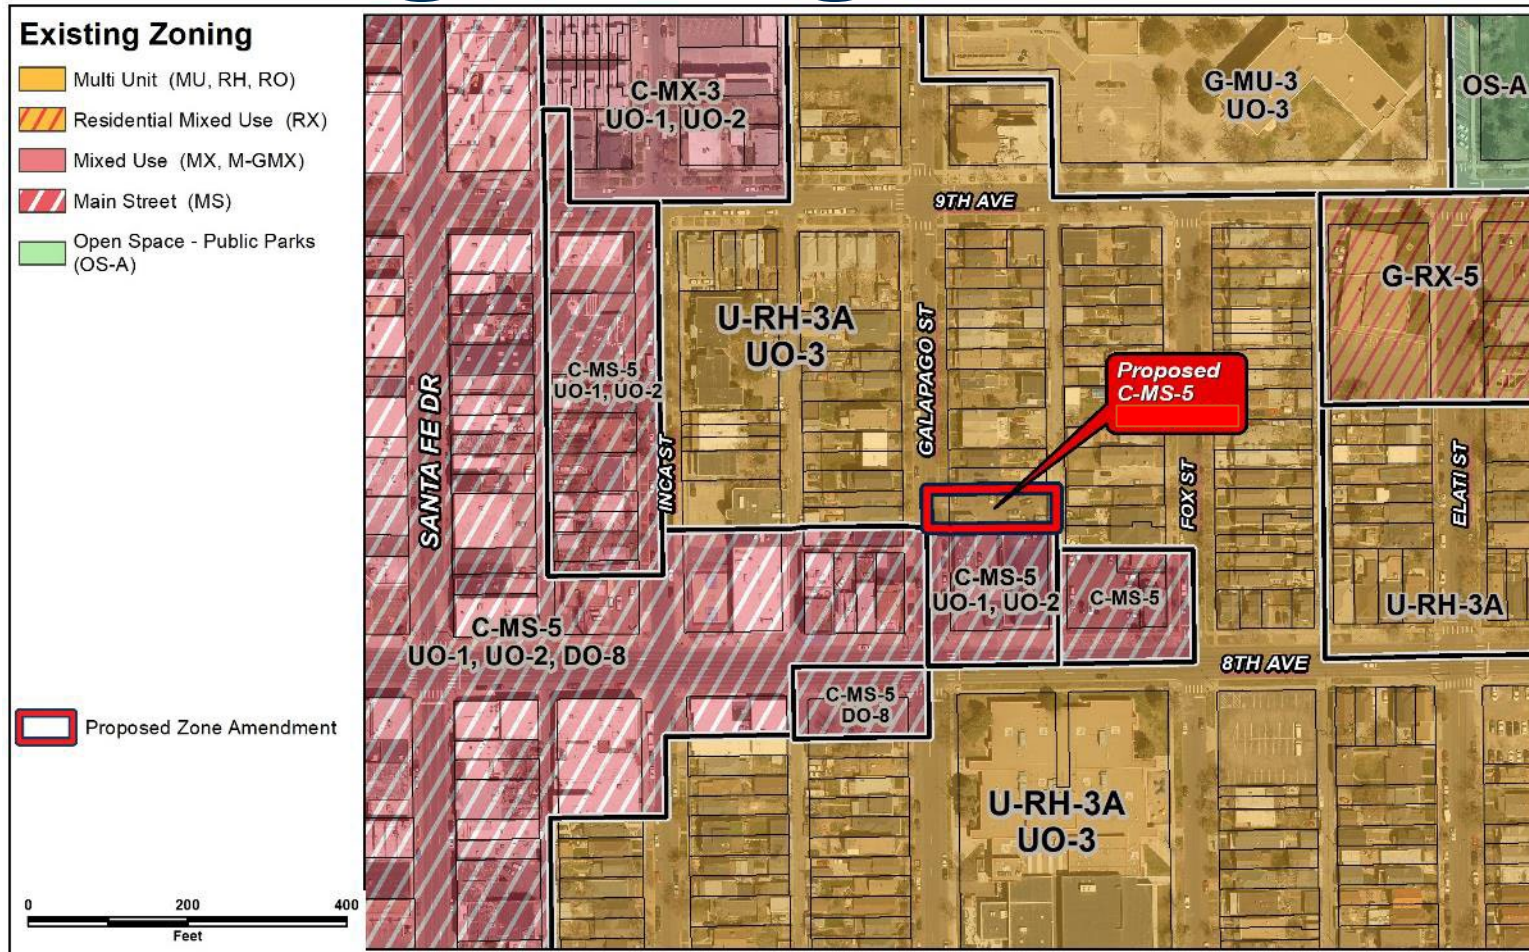 Existing Zoning
Multi Unit (MU, RH, RO)
Residential Mixed Use (RX)
Mixed Use (MX, M-GMX)
Main Street (MS)
Open Space - Public Parks
(OS-A)
Proposed Zone Amendment
0 200 400
Feet
C-MX-3
UO-1, UO-2
G-MU-3
UO-3
OS-A
9TH AVE
G-RX-5
U-RH-3A
UO-3
GALAPAGO ST
C-MS-5
UO-1, UO-2
Proposed
C-MS-5
SANTA FE DR
INCA ST
FOX ST
ELATI ST
C-MS-5
UO-1, UO-2
C-MS-5
U-RH-3A
C-MS-5
UO-1, UO-2, DO-8
8TH AVE
C-MS-5
DO-8
U-RH-3A
UO-3